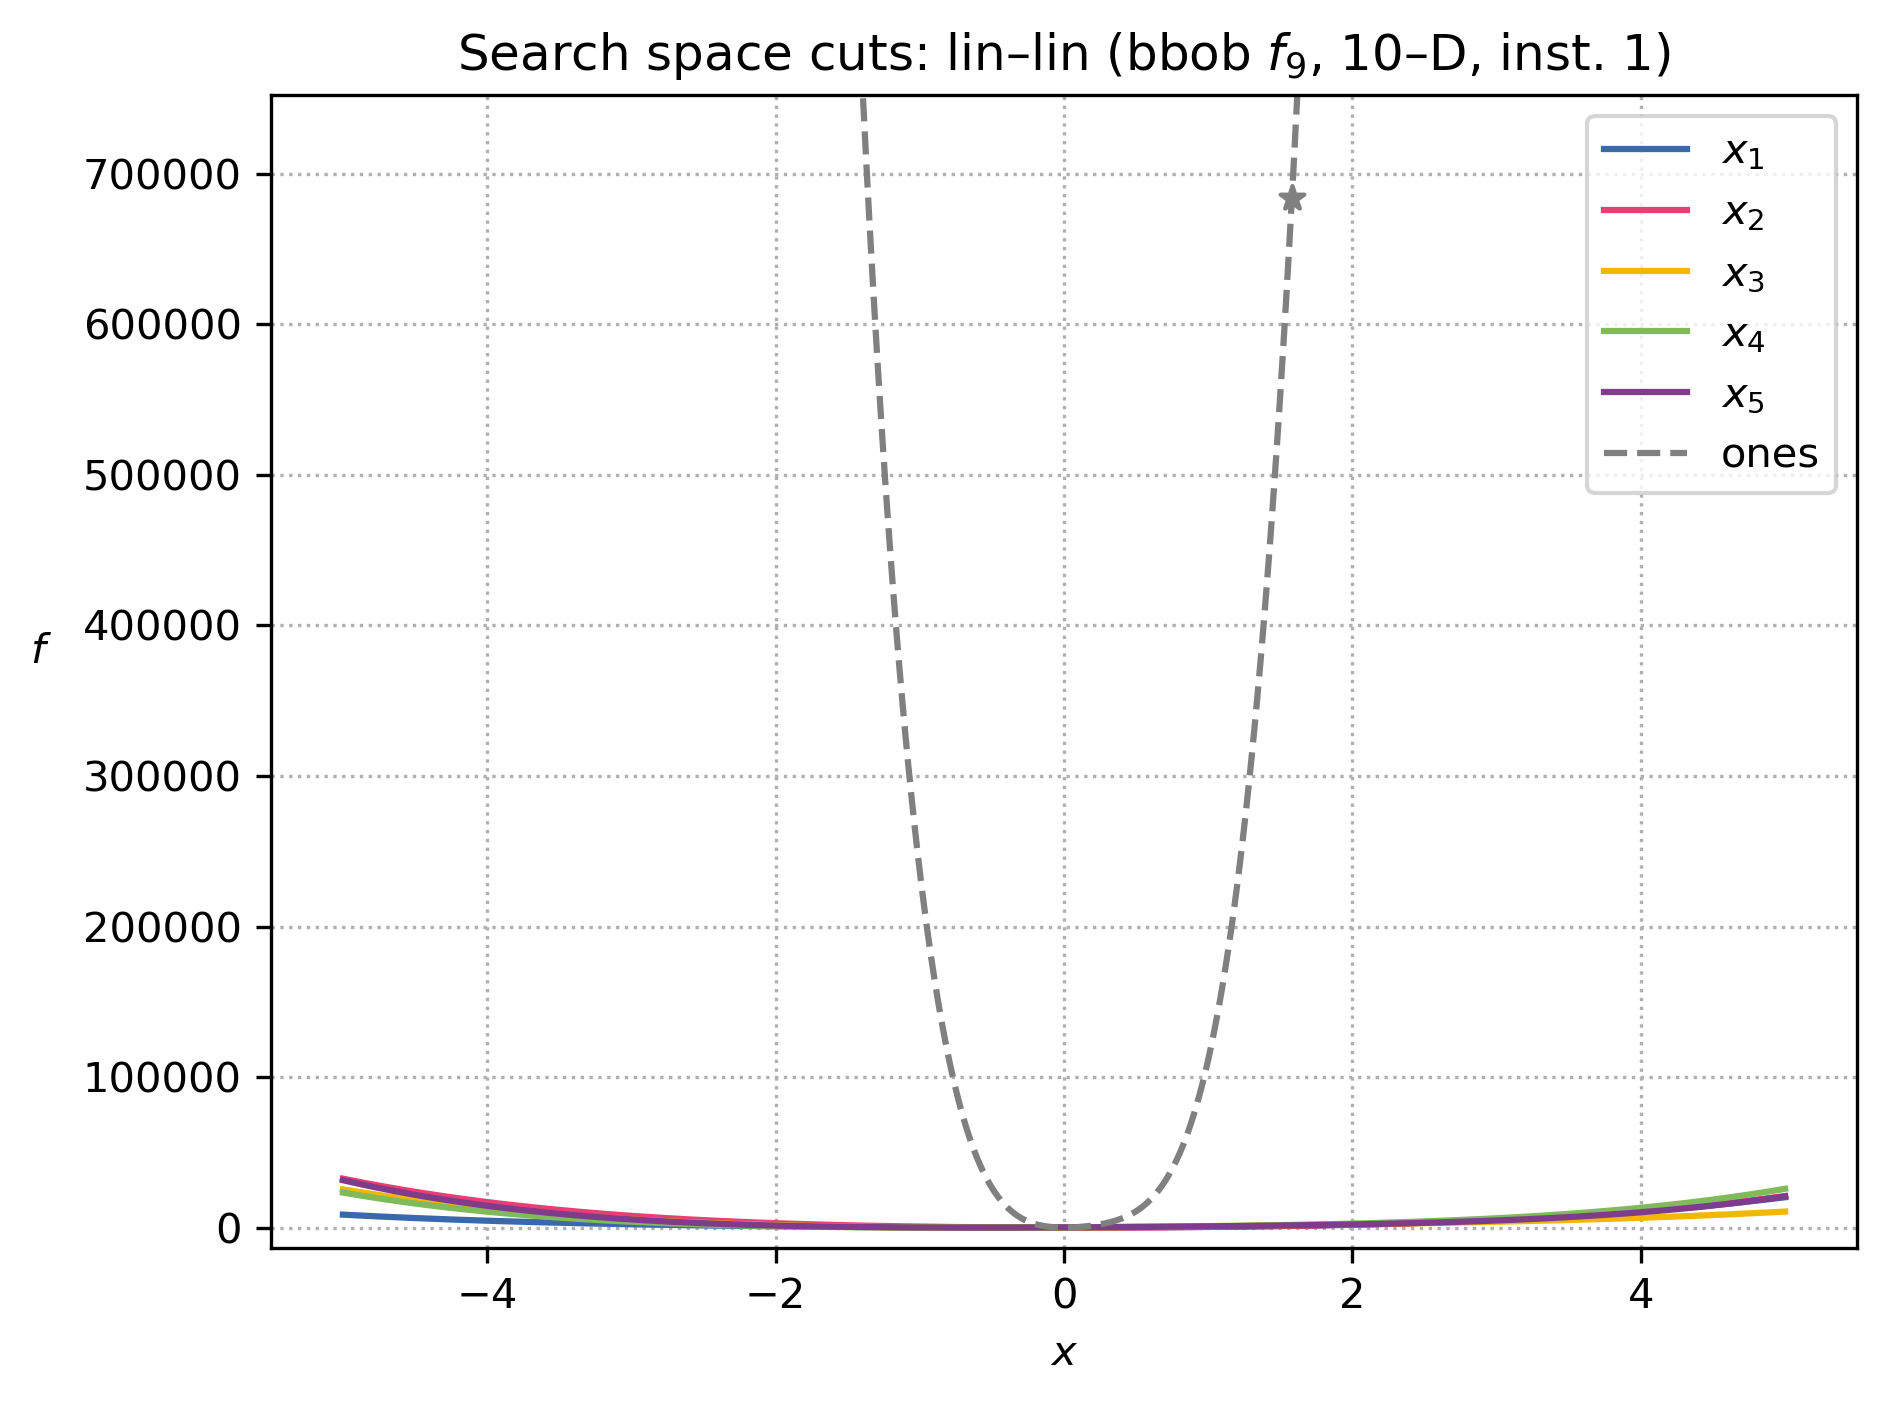 Search space cuts: lin–lin (bbob f₉, 10–D, inst. 1)
700000
600000
500000
400000
300000
200000
100000
0
f
−4
−2
0
2
4
x
x₁
x₂
x₃
x₄
x₅
ones